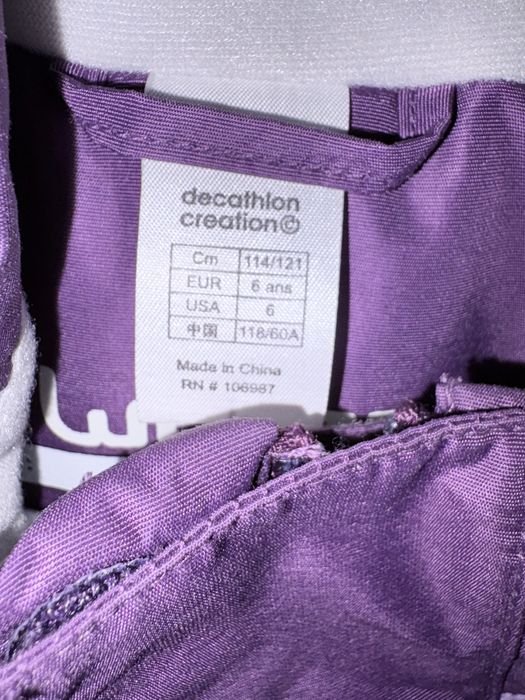 decathlon
creation©
Cm 114/121
EUR 6 ans
USA 6
中国 118/60A
Made in China
RN # 106987